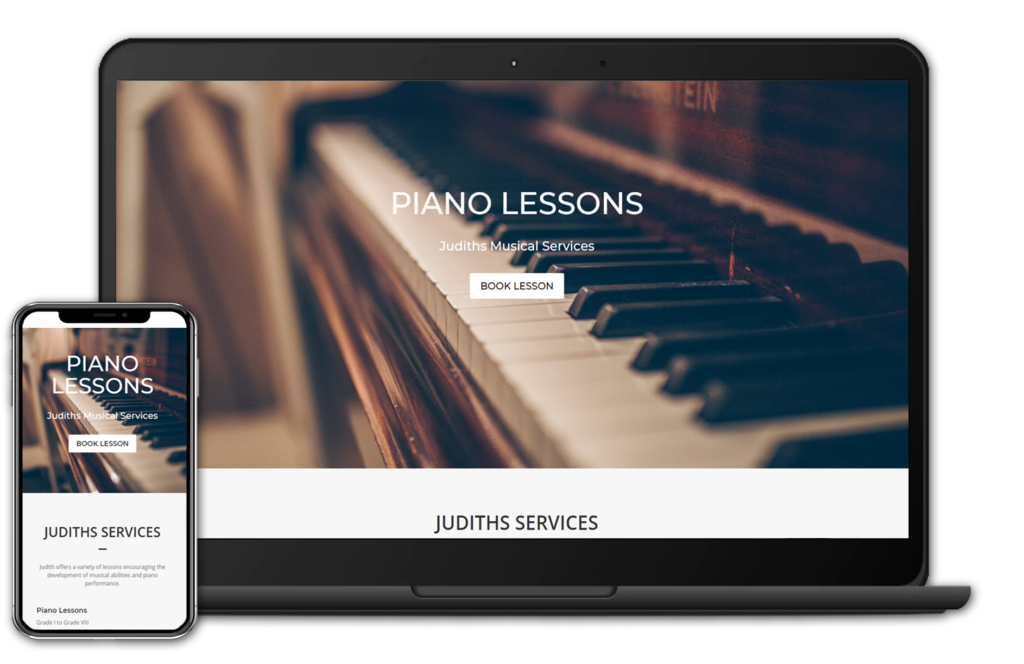 PIANO LESSONS
Judiths Musical Services
BOOK LESSON
JUDITHS SERVICES
PIANO
LESSONS
Judiths Musical Services
BOOK LESSON
JUDITHS SERVICES
Judith offers a variety of lessons encouraging the
development of musical abilities and piano
performance.
Piano Lessons
Grade I to Grade VIII